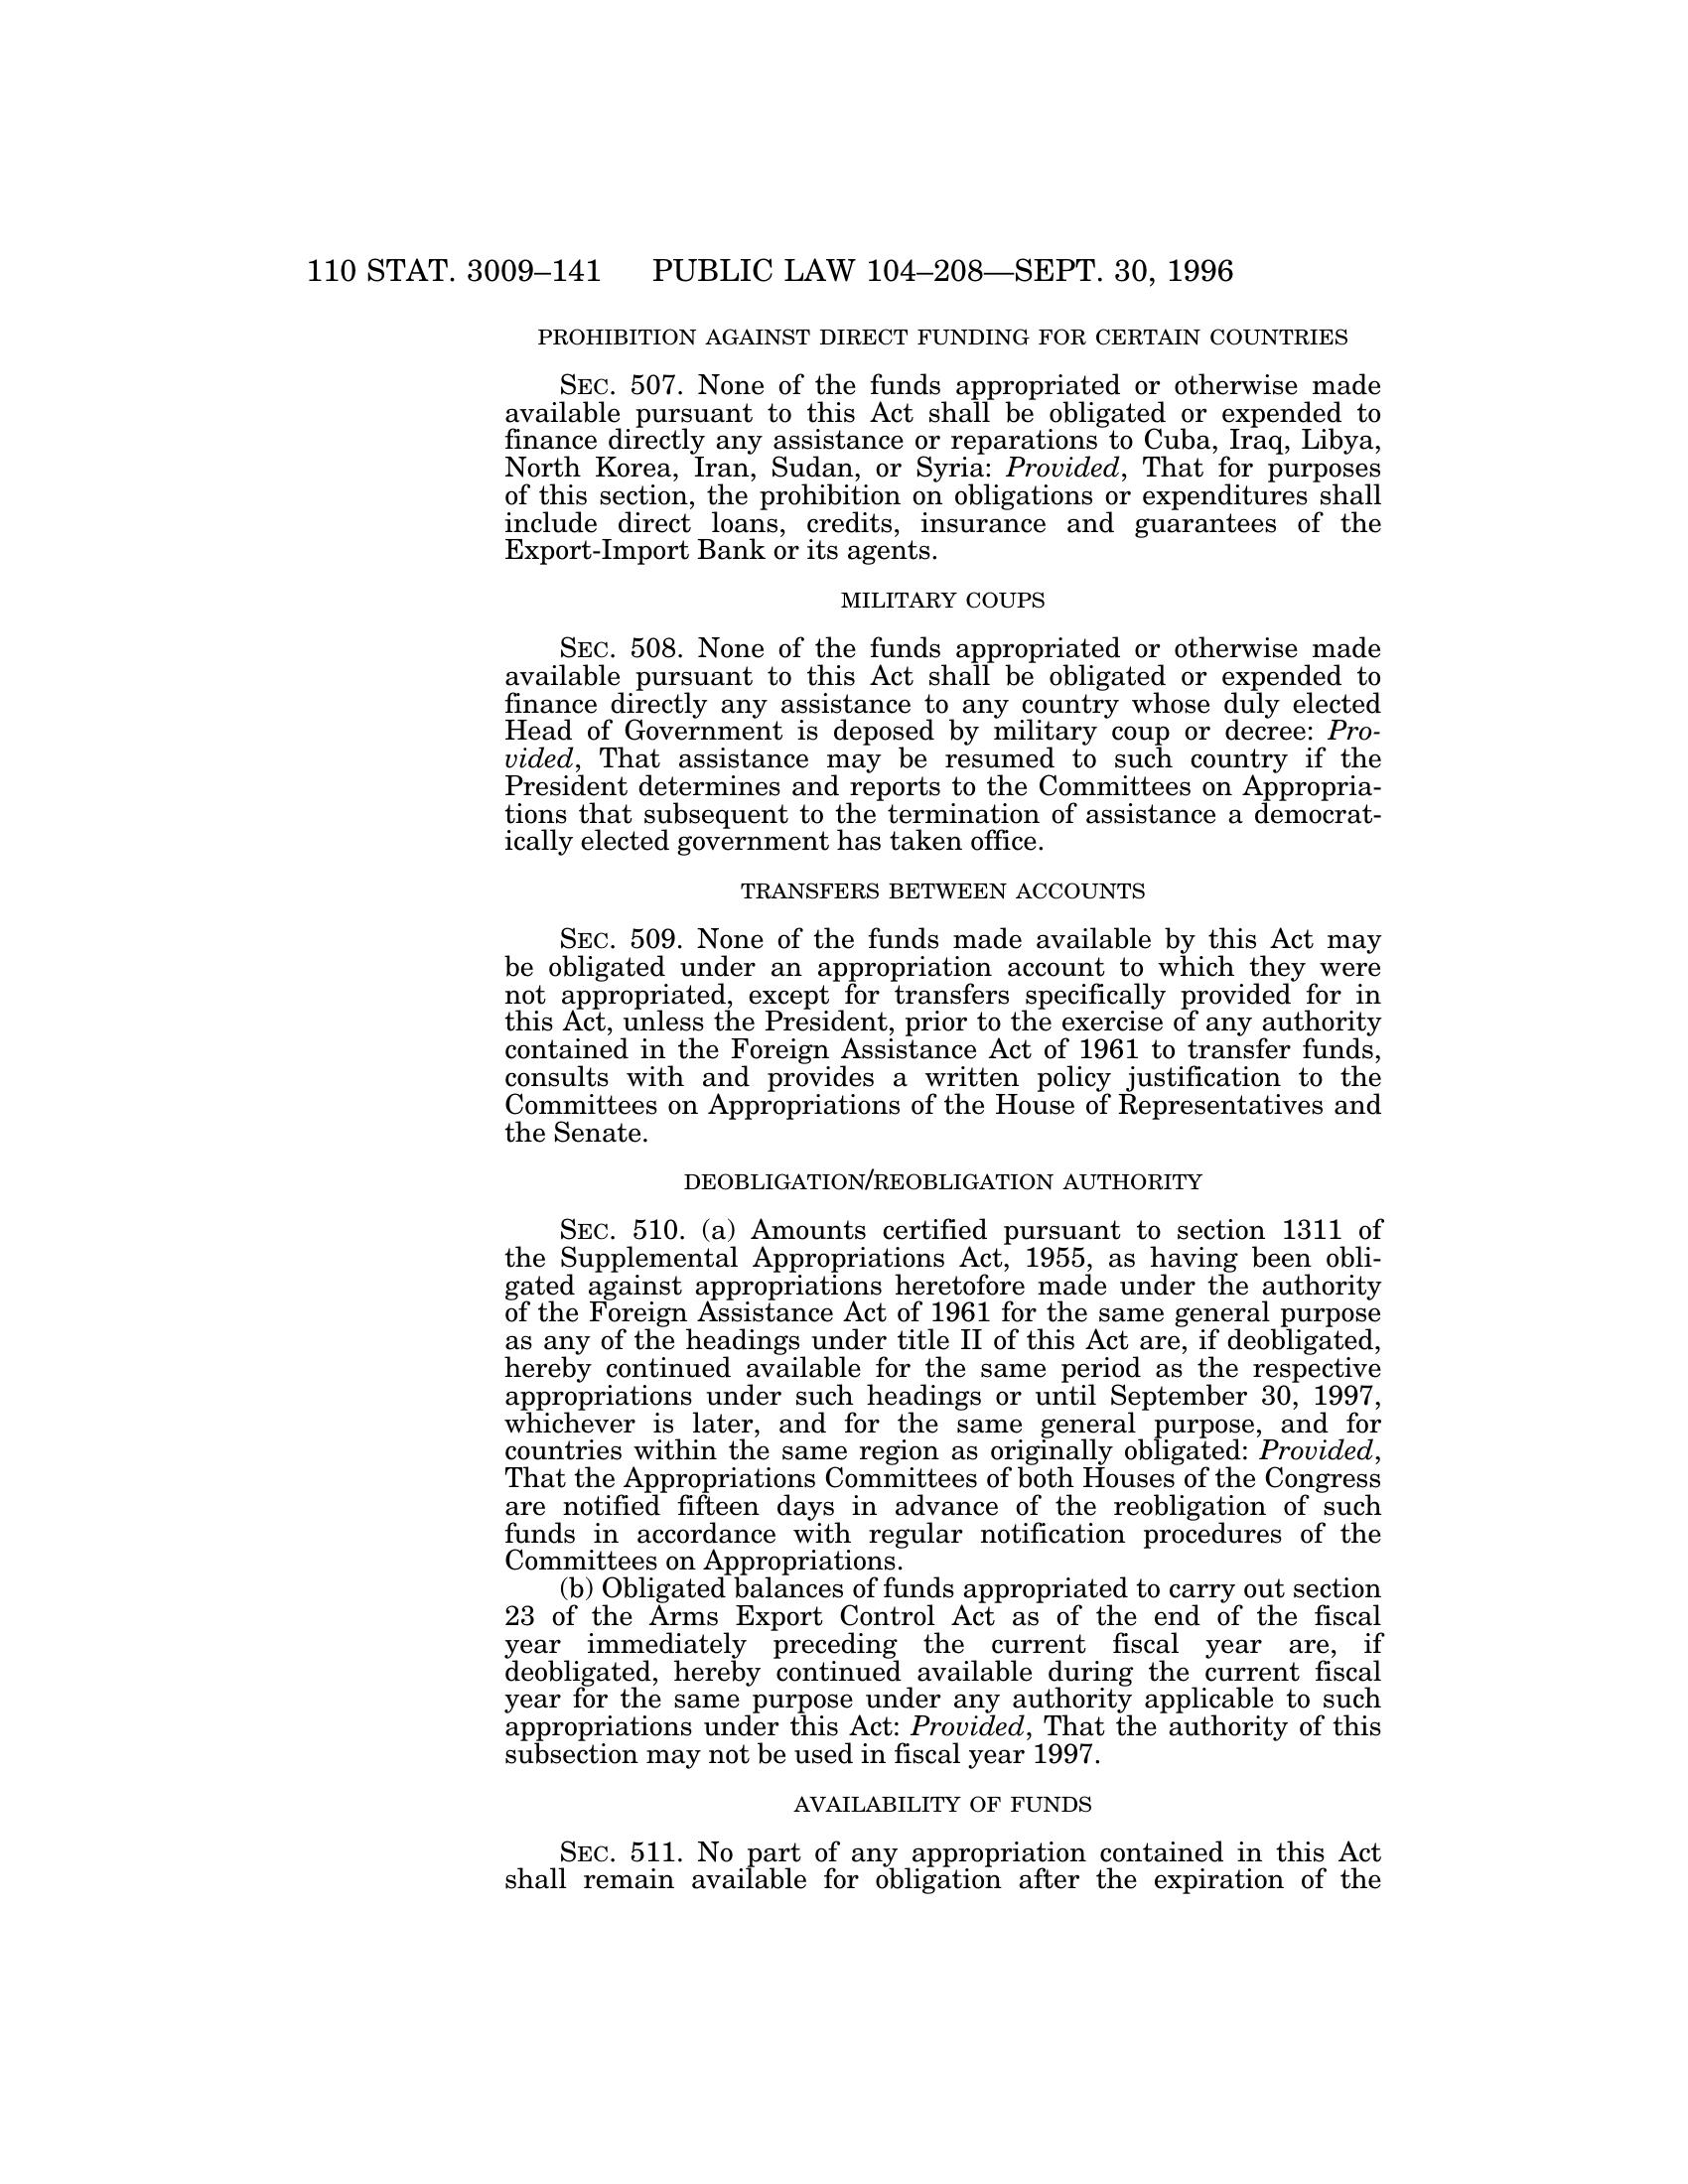 110 STAT. 3009–141 PUBLIC LAW 104–208—SEPT. 30, 1996
PROHIBITION AGAINST DIRECT FUNDING FOR CERTAIN COUNTRIES
SEC. 507. None of the funds appropriated or otherwise made
available pursuant to this Act shall be obligated or expended to
finance directly any assistance or reparations to Cuba, Iraq, Libya,
North Korea, Iran, Sudan, or Syria: Provided, That for purposes
of this section, the prohibition on obligations or expenditures shall
include direct loans, credits, insurance and guarantees of the
Export-Import Bank or its agents.
MILITARY COUPS
SEC. 508. None of the funds appropriated or otherwise made
available pursuant to this Act shall be obligated or expended to
finance directly any assistance to any country whose duly elected
Head of Government is deposed by military coup or decree: Pro-
vided, That assistance may be resumed to such country if the
President determines and reports to the Committees on Appropria-
tions that subsequent to the termination of assistance a democrat-
ically elected government has taken office.
TRANSFERS BETWEEN ACCOUNTS
SEC. 509. None of the funds made available by this Act may
be obligated under an appropriation account to which they were
not appropriated, except for transfers specifically provided for in
this Act, unless the President, prior to the exercise of any authority
contained in the Foreign Assistance Act of 1961 to transfer funds,
consults with and provides a written policy justification to the
Committees on Appropriations of the House of Representatives and
the Senate.
DEOBLIGATION/REOBLIGATION AUTHORITY
SEC. 510. (a) Amounts certified pursuant to section 1311 of
the Supplemental Appropriations Act, 1955, as having been obli-
gated against appropriations heretofore made under the authority
of the Foreign Assistance Act of 1961 for the same general purpose
as any of the headings under title II of this Act are, if deobligated,
hereby continued available for the same period as the respective
appropriations under such headings or until September 30, 1997,
whichever is later, and for the same general purpose, and for
countries within the same region as originally obligated: Provided,
That the Appropriations Committees of both Houses of the Congress
are notified fifteen days in advance of the reobligation of such
funds in accordance with regular notification procedures of the
Committees on Appropriations.
(b) Obligated balances of funds appropriated to carry out section
23 of the Arms Export Control Act as of the end of the fiscal
year immediately preceding the current fiscal year are, if
deobligated, hereby continued available during the current fiscal
year for the same purpose under any authority applicable to such
appropriations under this Act: Provided, That the authority of this
subsection may not be used in fiscal year 1997.
AVAILABILITY OF FUNDS
SEC. 511. No part of any appropriation contained in this Act
shall remain available for obligation after the expiration of the